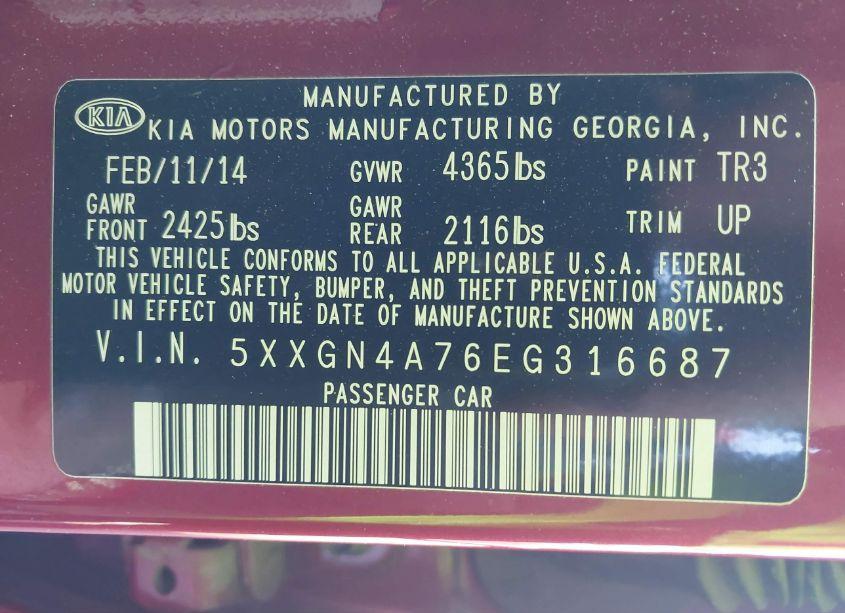 MANUFACTURED BY
KIA KIA MOTORS MANUFACTURING GEORGIA, INC.
FEB/11/14 GVWR 4365lbs PAINT TR3
GAWR FRONT 2425lbs GAWR REAR 2116lbs TRIM UP
THIS VEHICLE CONFORMS TO ALL APPLICABLE U.S.A. FEDERAL
MOTOR VEHICLE SAFETY, BUMPER, AND THEFT PREVENTION STANDARDS
IN EFFECT ON THE DATE OF MANUFACTURE SHOWN ABOVE.
V.I.N. 5XXGN4A76EG316687
PASSENGER CAR